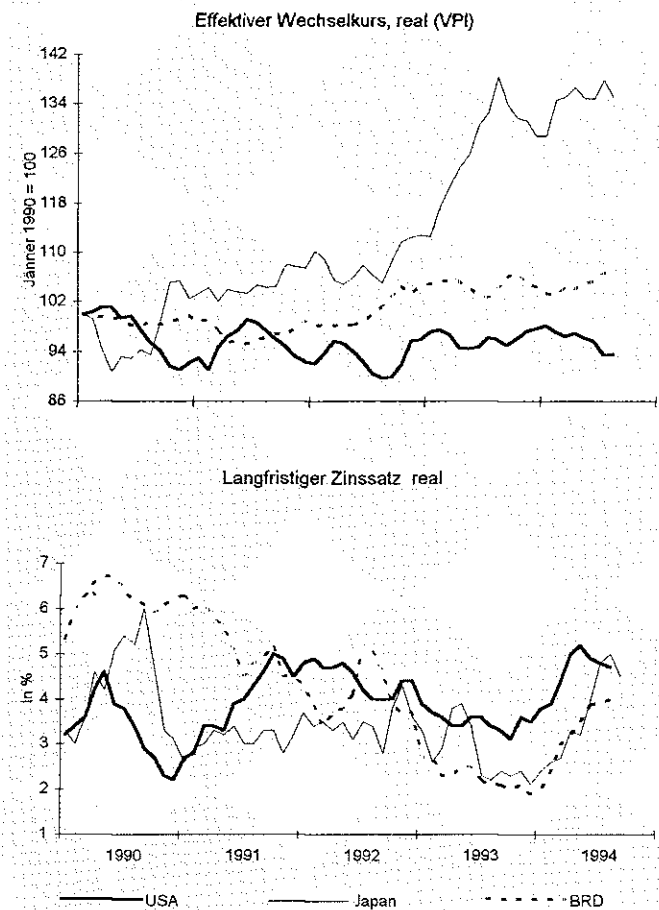 Effektiver Wechselkurs, real (VPI)
142
134
126
118
110
102
94
86
Jänner 1990 = 100
Langfristiger Zinssatz real
7
6
5
4
3
2
1
In %
1990 1991 1992 1993 1994
USA Japan BRD